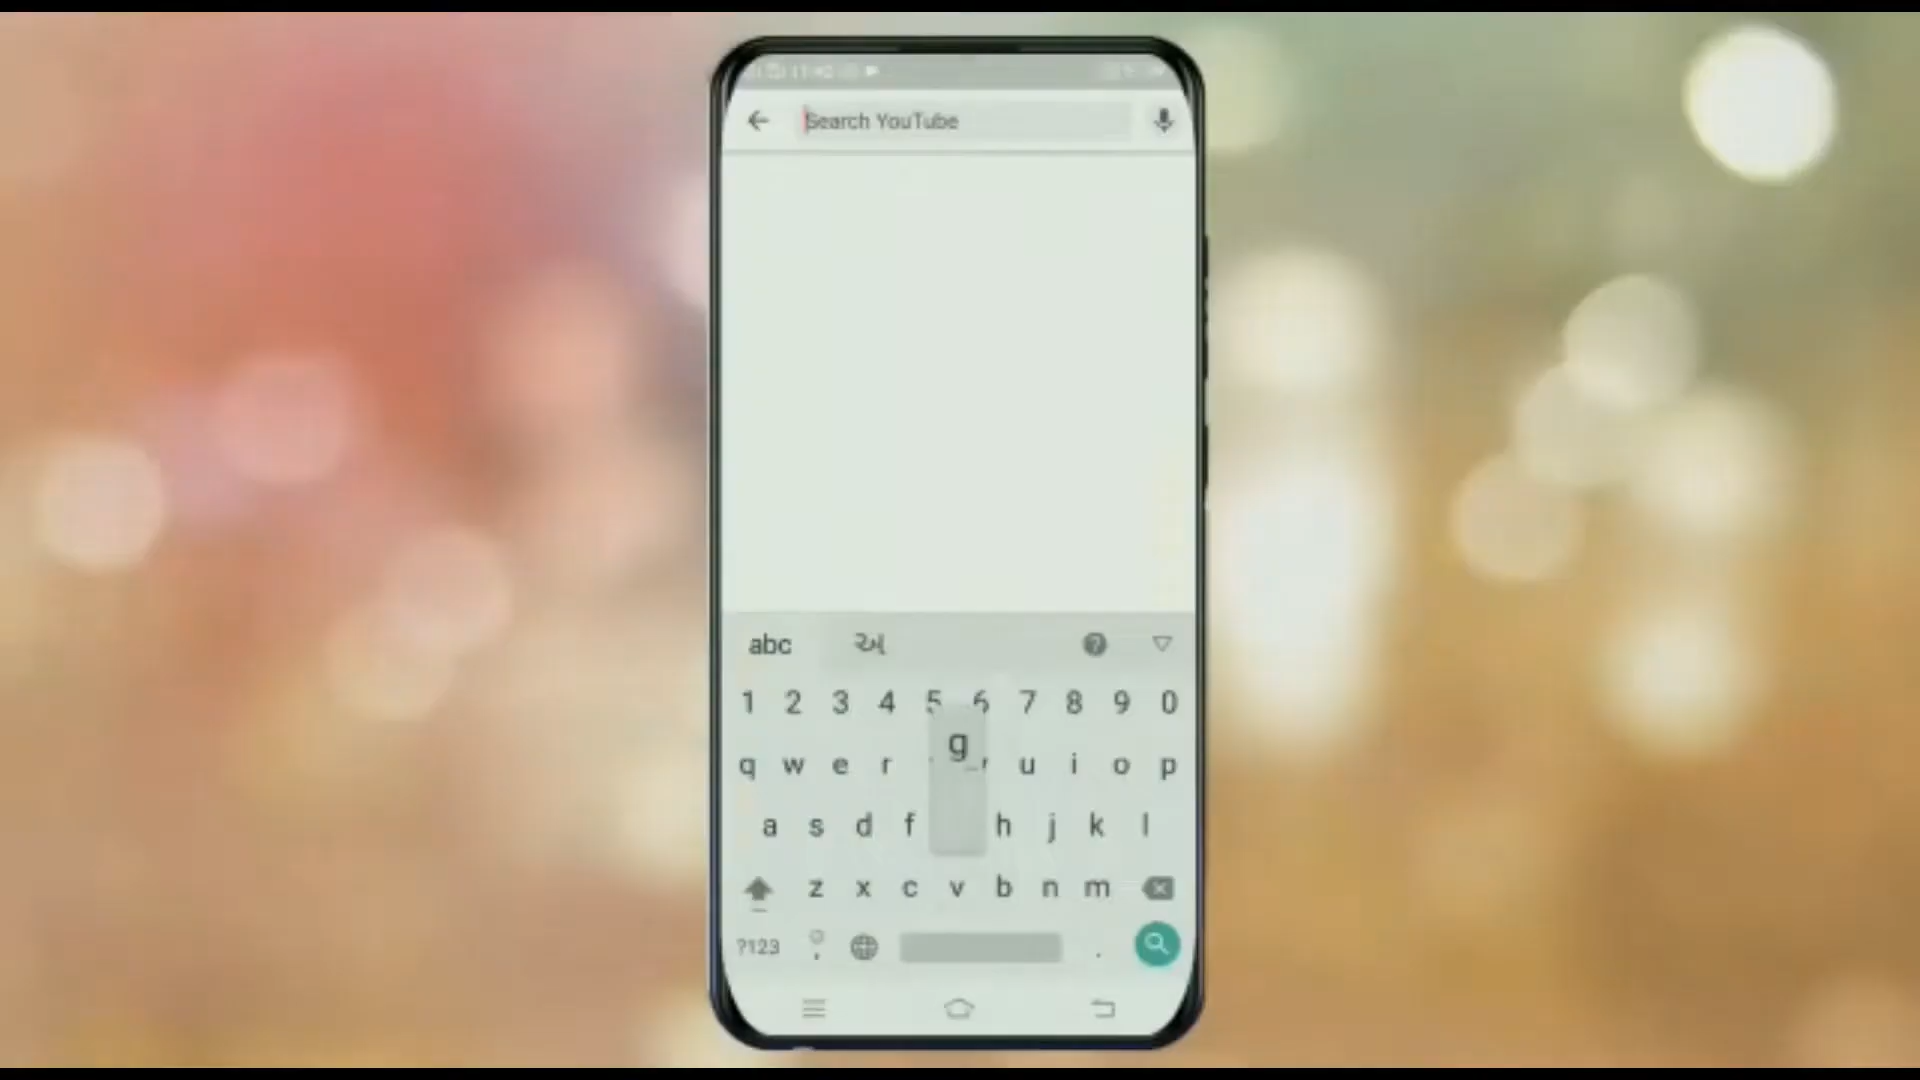 Search YouTube
abc અ
1 2 3 4 5 6 7 8 9 0
g
q w e r u i o p
a s d f h j k l
z x c v b n m
?123 , .